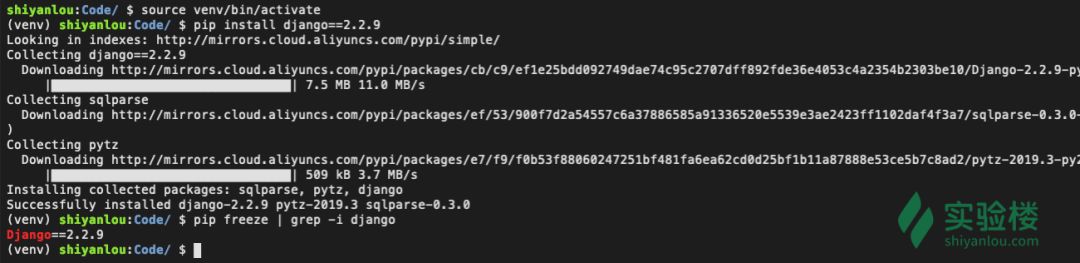 shiyanlou:Code/ $ source venv/bin/activate
(venv) shiyanlou:Code/ $ pip install django==2.2.9
Looking in indexes: http://mirrors.cloud.aliyuncs.com/pypi/simple/
Collecting django==2.2.9
  Downloading http://mirrors.cloud.aliyuncs.com/pypi/packages/cb/c9/ef1e25bdd092749dae74c95c2707dff892fde36e4053c4a2354b2303be10/Django-2.2.9-py
     |████████████████████████████████| 7.5 MB 11.0 MB/s
Collecting sqlparse
  Downloading http://mirrors.cloud.aliyuncs.com/pypi/packages/ef/53/900f7d2a54557c6a37886585a91336520e5539e3ae2423ff1102daf4f3a7/sqlparse-0.3.0-
)
Collecting pytz
  Downloading http://mirrors.cloud.aliyuncs.com/pypi/packages/e7/f9/f0b53f88060247251bf481fa6ea62cd0d25bf1b11a87888e53ce5b7c8ad2/pytz-2019.3-py2
     |████████████████████████████████| 509 kB 3.7 MB/s
Installing collected packages: sqlparse, pytz, django
Successfully installed django-2.2.9 pytz-2019.3 sqlparse-0.3.0
(venv) shiyanlou:Code/ $ pip freeze | grep -i django
Django==2.2.9
(venv) shiyanlou:Code/ $
实验楼
shiyanlou.com